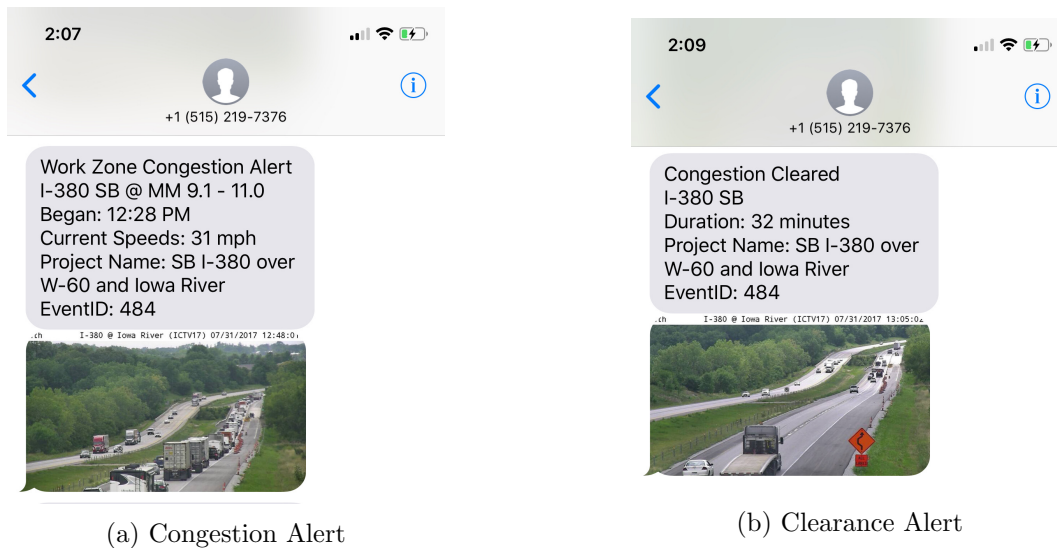 2:07
+1 (515) 219-7376
Work Zone Congestion Alert
I-380 SB @ MM 9.1 - 11.0
Began: 12:28 PM
Current Speeds: 31 mph
Project Name: SB I-380 over
W-60 and Iowa River
EventID: 484
.ch I-380 @ Iowa River (ICTV17) 07/31/2017 12:48:01
(a) Congestion Alert
2:09
+1 (515) 219-7376
Congestion Cleared
I-380 SB
Duration: 32 minutes
Project Name: SB I-380 over
W-60 and Iowa River
EventID: 484
.ch I-380 @ Iowa River (ICTV17) 07/31/2017 13:05:02
(b) Clearance Alert